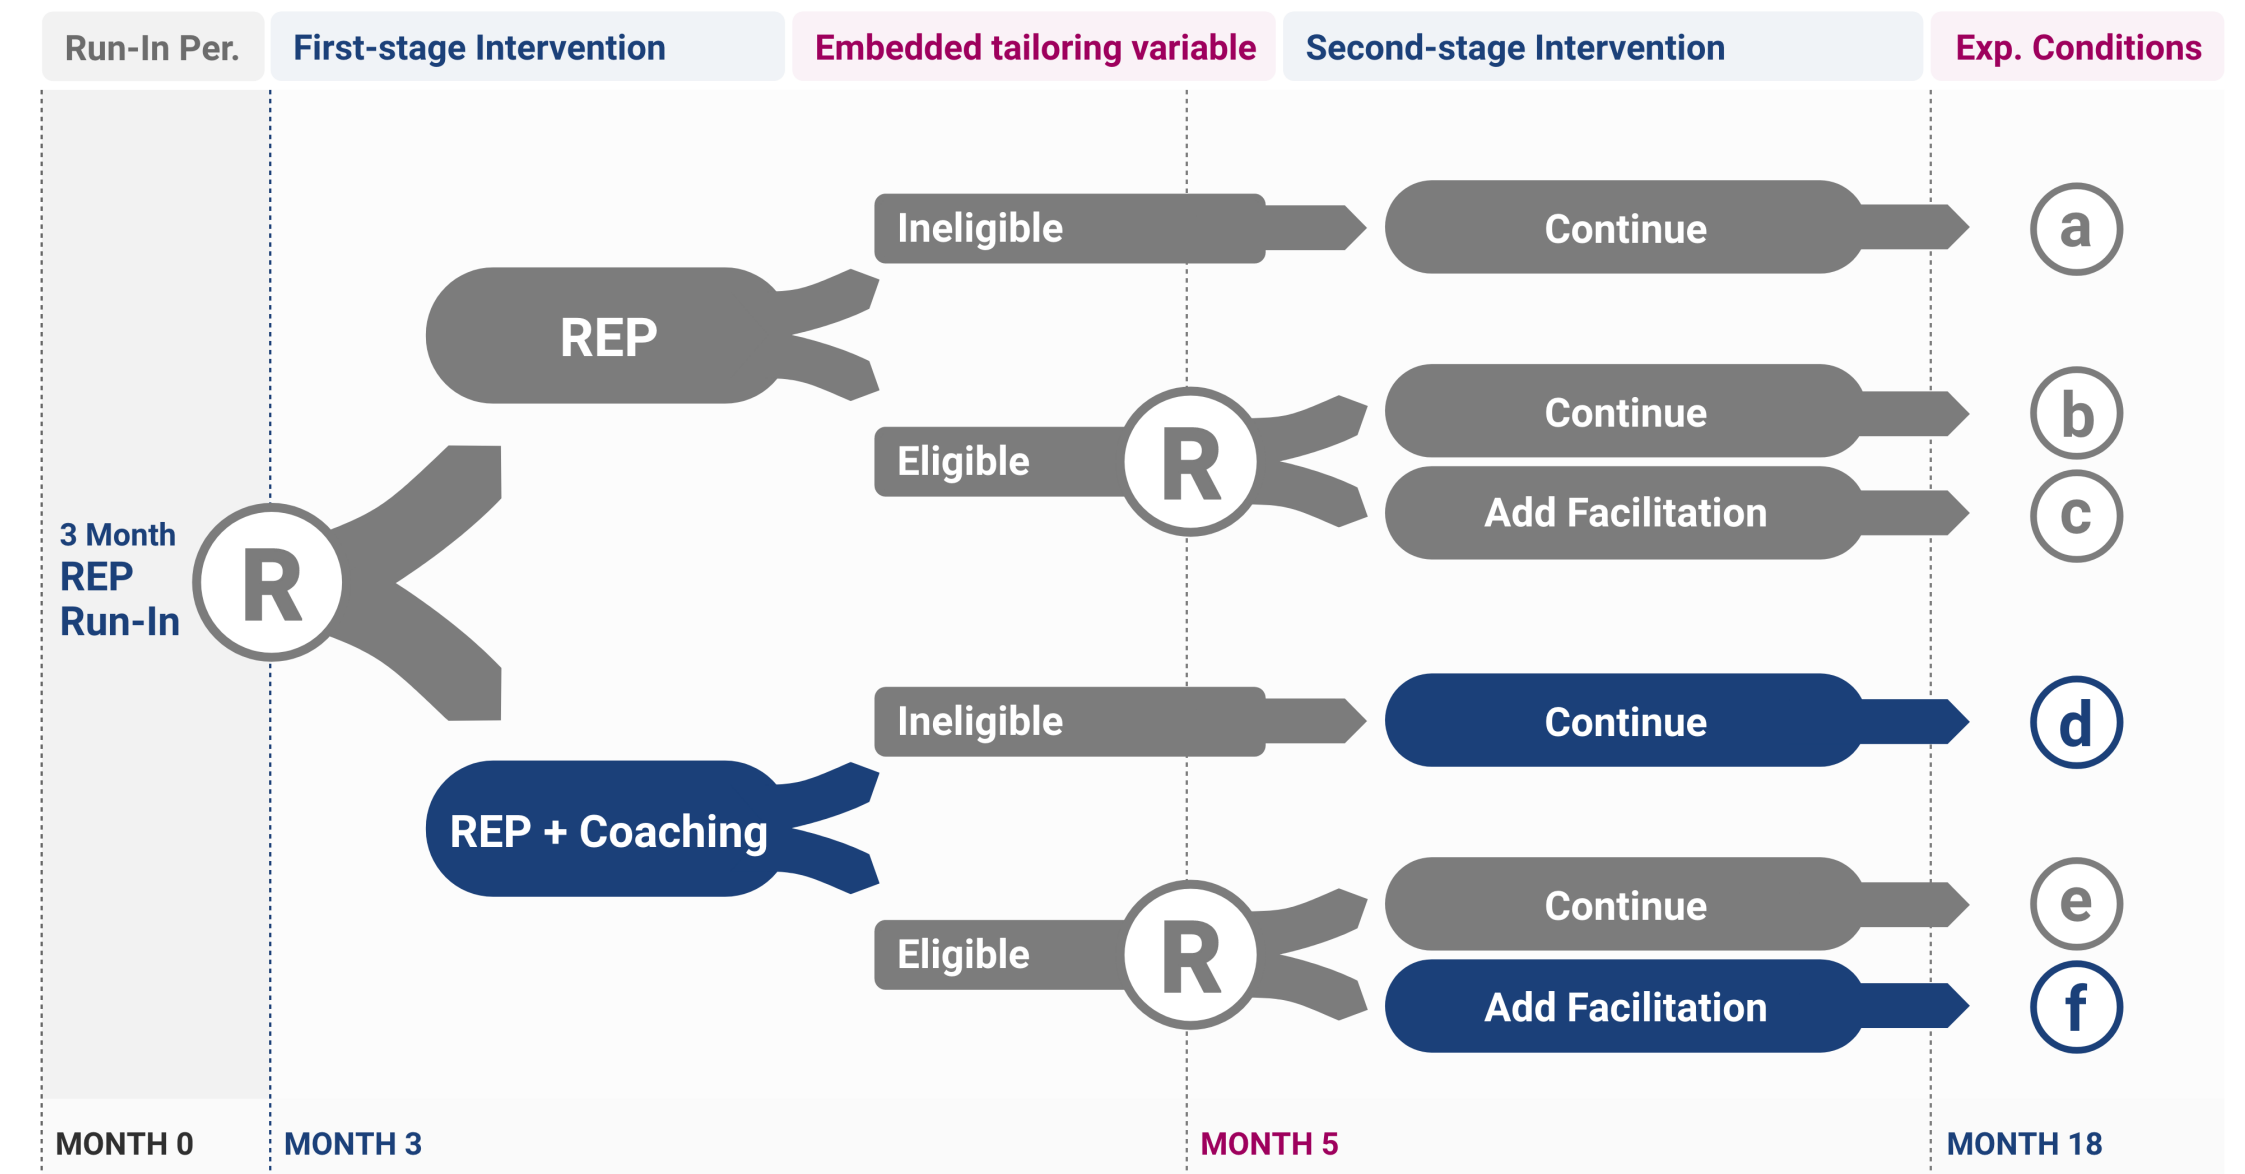 Run-In Per.
First-stage Intervention
Embedded tailoring variable
Second-stage Intervention
Exp. Conditions
3 Month
REP
Run-In
R
REP
Ineligible
Continue
a
Eligible
R
Continue
b
Add Facilitation
c
REP + Coaching
Ineligible
Continue
d
Eligible
R
Continue
e
Add Facilitation
f
MONTH 0
MONTH 3
MONTH 5
MONTH 18